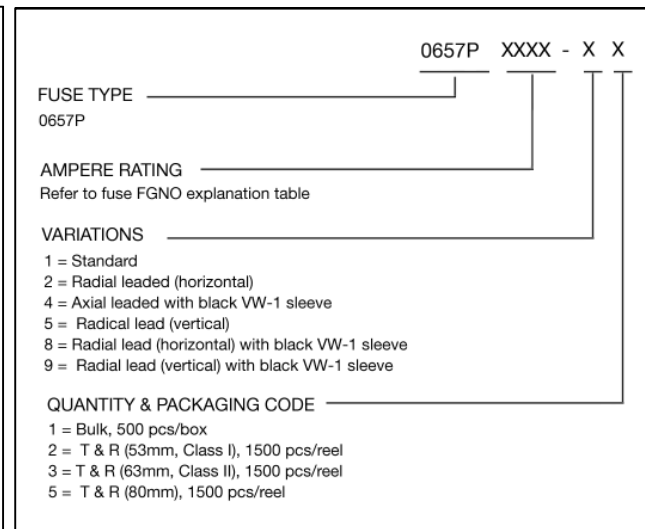 0657P XXXX - X X
FUSE TYPE
0657P
AMPERE RATING
Refer to fuse FGNO explanation table
VARIATIONS
1 = Standard
2 = Radial leaded (horizontal)
4 = Axial leaded with black VW-1 sleeve
5 = Radical lead (vertical)
8 = Radial lead (horizontal) with black VW-1 sleeve
9 = Radial lead (vertical) with black VW-1 sleeve
QUANTITY & PACKAGING CODE
1 = Bulk, 500 pcs/box
2 = T & R (53mm, Class I), 1500 pcs/reel
3 = T & R (63mm, Class II), 1500 pcs/reel
5 = T & R (80mm), 1500 pcs/reel